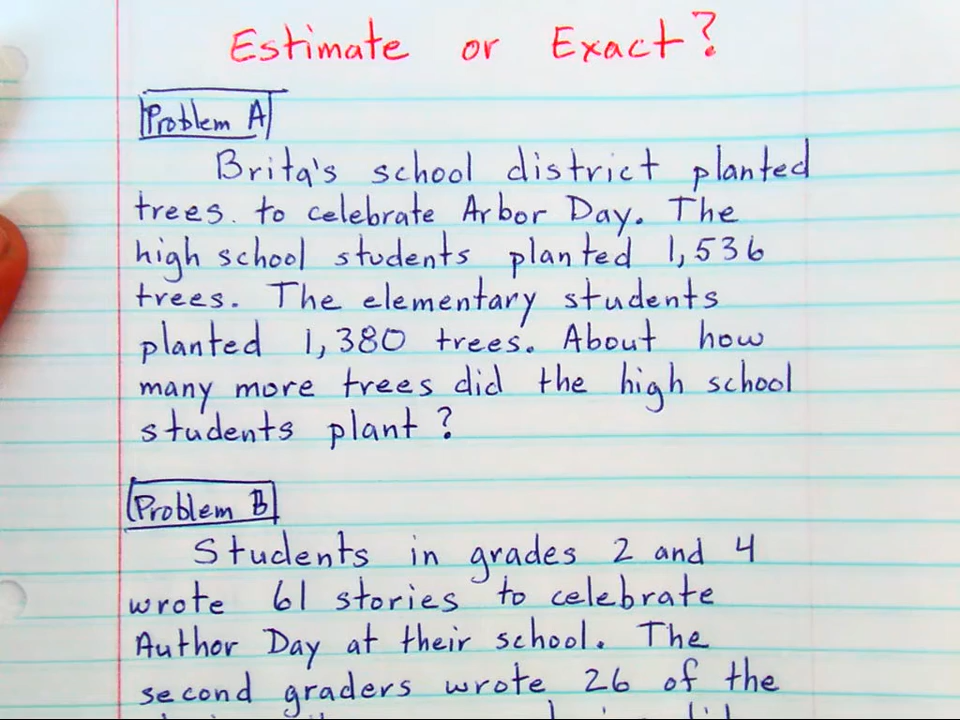 Estimate or Exact?
Problem A
Brita's school district planted
trees. to celebrate Arbor Day. The
high school students planted 1,536
trees. The elementary students
planted 1,380 trees. About how
many more trees did the high school
students plant?
Problem B
Students in grades 2 and 4
wrote 61 stories to celebrate
Author Day at their school. The
second graders wrote 26 of the